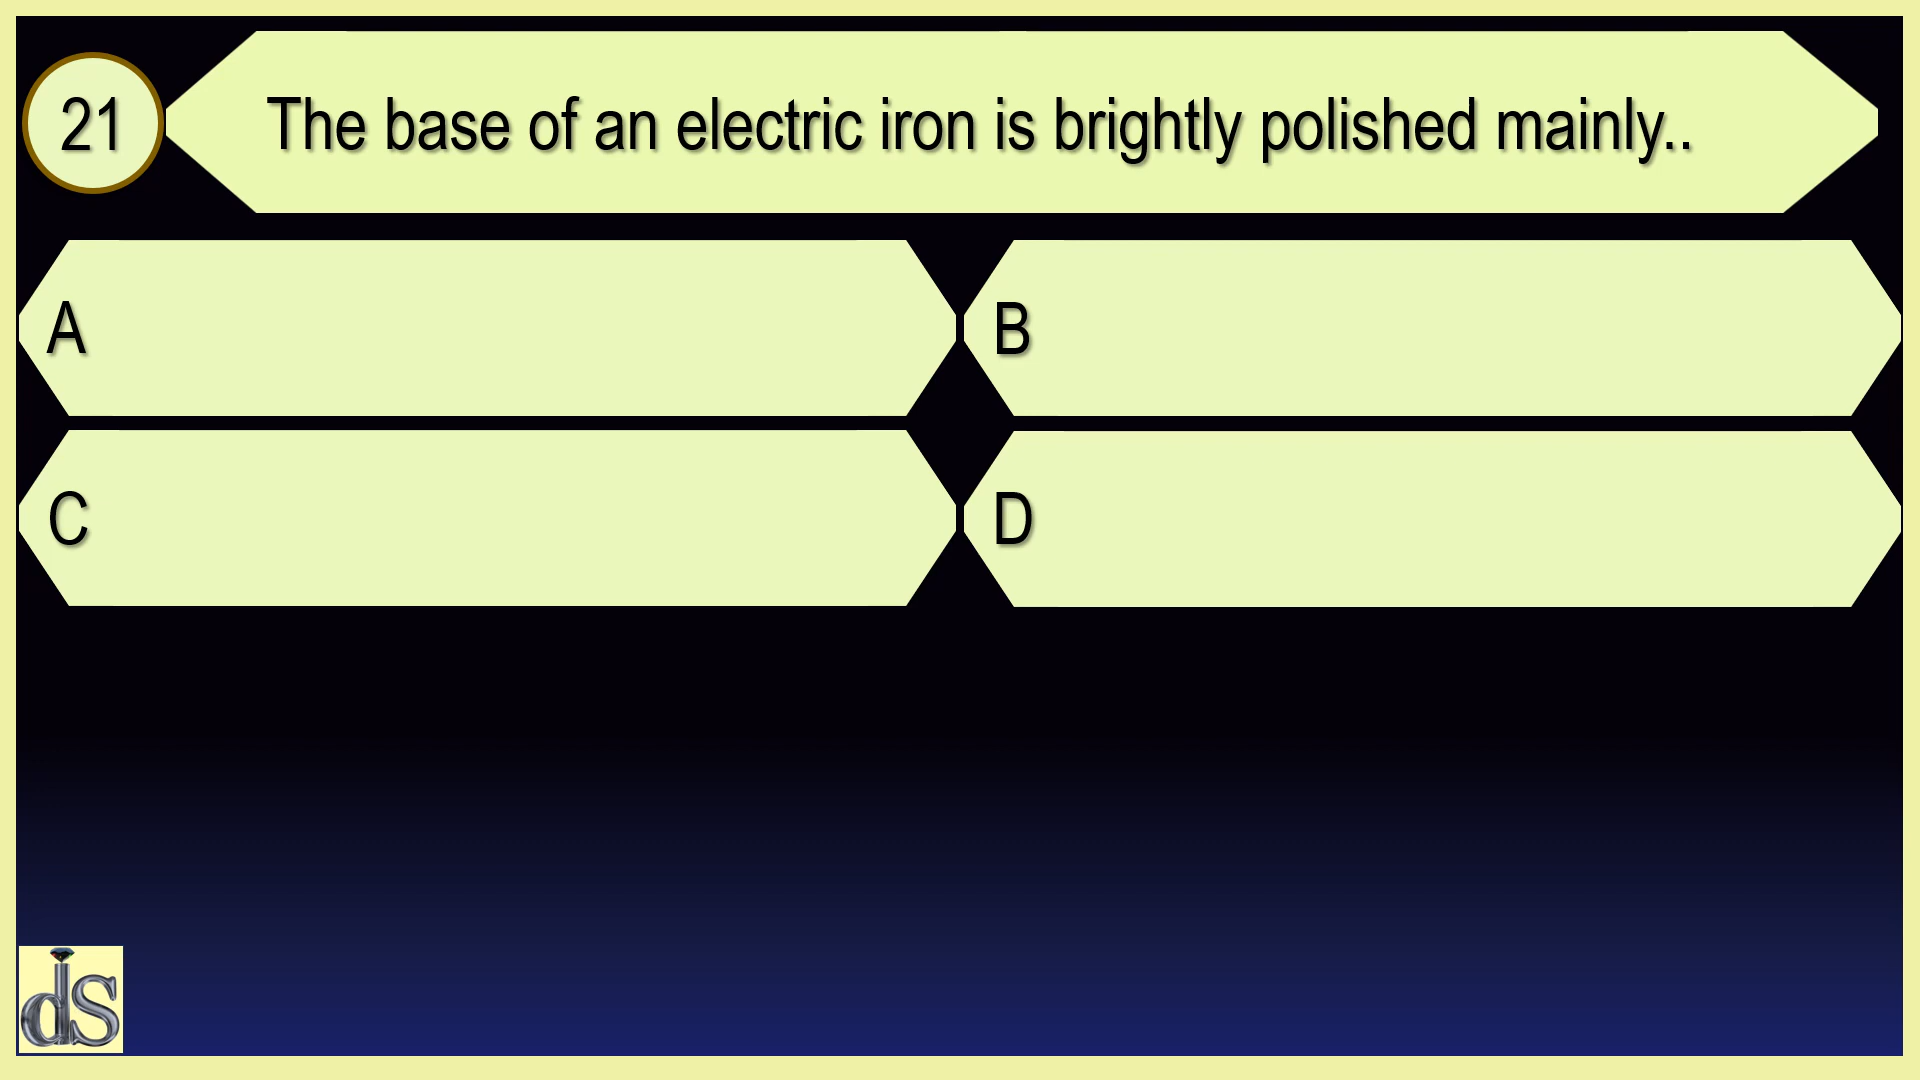 21
The base of an electric iron is brightly polished mainly..
A
B
C
D
ds